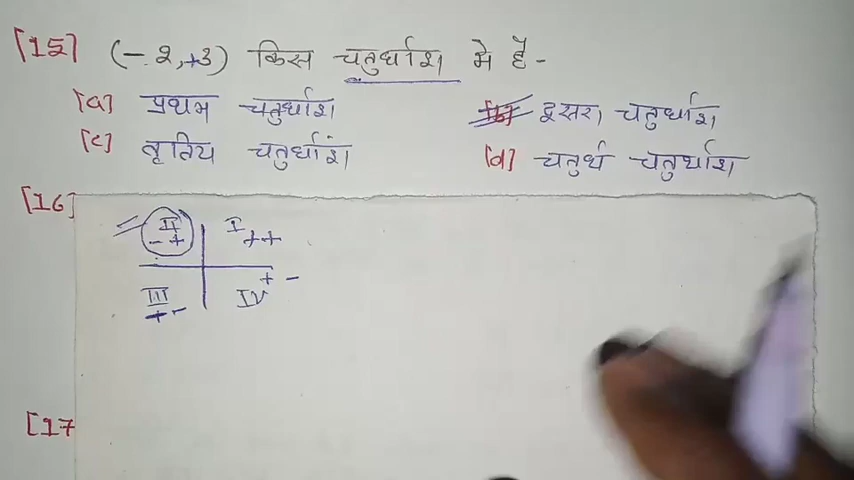 [15] (-2,+3) किस चतुर्थांश मे है-
[a] प्रथम चतुर्थांश [b] दूसरा चतुर्थांश
[c] तृतिय चतुर्थांश [d] चतुर्थ चतुर्थांश
[16]
II I
- + ++
III IV + -
+ -
[17